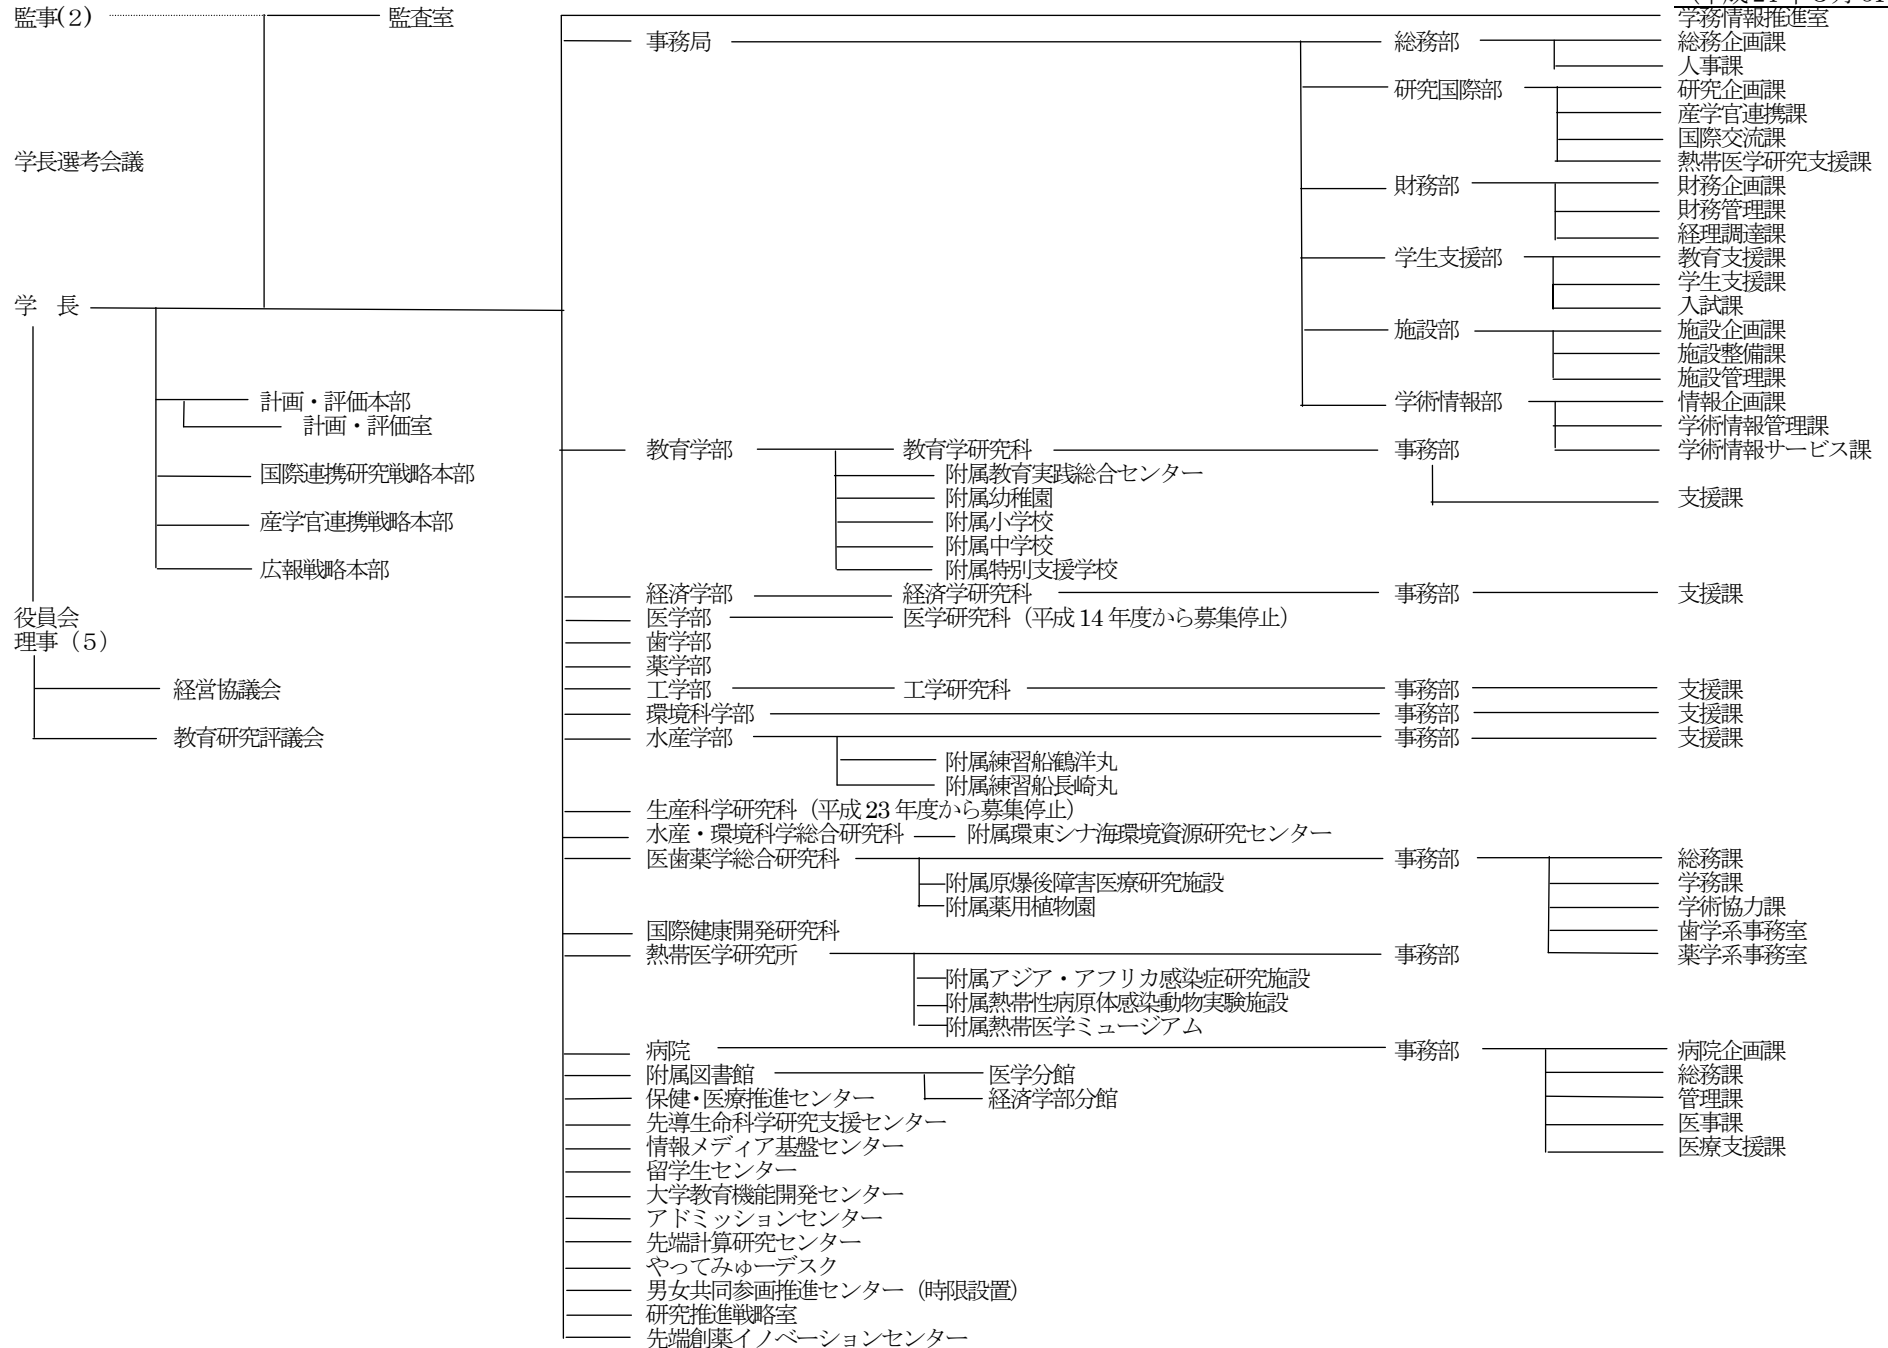 監事(2) 監査室 学務情報推進室
事務局 総務部 総務企画課
人事課
研究国際部 研究企画課
産学官連携課
国際交流課
学長選考会議 熱帯医学研究支援課
財務部 財務企画課
財務管理課
経理調達課
学生支援部 教育支援課
学生支援課
学 長 入試課
施設部 施設企画課
施設整備課
施設管理課
計画・評価本部 学術情報部 情報企画課
計画・評価室 学術情報管理課
教育学部 教育学研究科 事務部 学術情報サービス課
国際連携研究戦略本部 附属教育実践総合センター
附属幼稚園 支援課
産学官連携戦略本部 附属小学校
附属中学校
広報戦略本部 附属特別支援学校
経済学部 経済学研究科 事務部 支援課
役員会 医学部 医学研究科(平成14年度から募集停止)
理事(5) 歯学部
薬学部
経営協議会 工学部 工学研究科 事務部 支援課
環境科学部 事務部 支援課
教育研究評議会 水産学部 事務部 支援課
附属練習船鶴洋丸
附属練習船長崎丸
生産科学研究科(平成23年度から募集停止)
水産・環境科学総合研究科 附属環東シナ海環境資源研究センター
医歯薬学総合研究科 事務部 総務課
附属原爆後障害医療研究施設 学務課
附属薬用植物園 学術協力課
国際健康開発研究科 歯学系事務室
熱帯医学研究所 事務部 薬学系事務室
附属アジア・アフリカ感染症研究施設
附属熱帯性病原体感染動物実験施設
附属熱帯医学ミュージアム
病院 事務部 病院企画課
附属図書館 医学分館 総務課
保健・医療推進センター 経済学部分館 管理課
先導生命科学研究支援センター 医事課
情報メディア基盤センター 医療支援課
留学生センター
大学教育機能開発センター
アドミッションセンター
先端計算研究センター
やってみゅーデスク
男女共同参画推進センター(時限設置)
研究推進戦略室
先端創薬イノベーションセンター